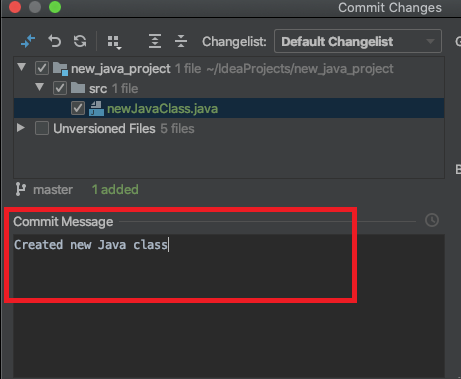 Commit Changes
Changelist: Default Changelist
new_java_project 1 file ~/IdeaProjects/new_java_project
src 1 file
newJavaClass.java
Unversioned Files 5 files
master 1 added
Commit Message
Created new Java class